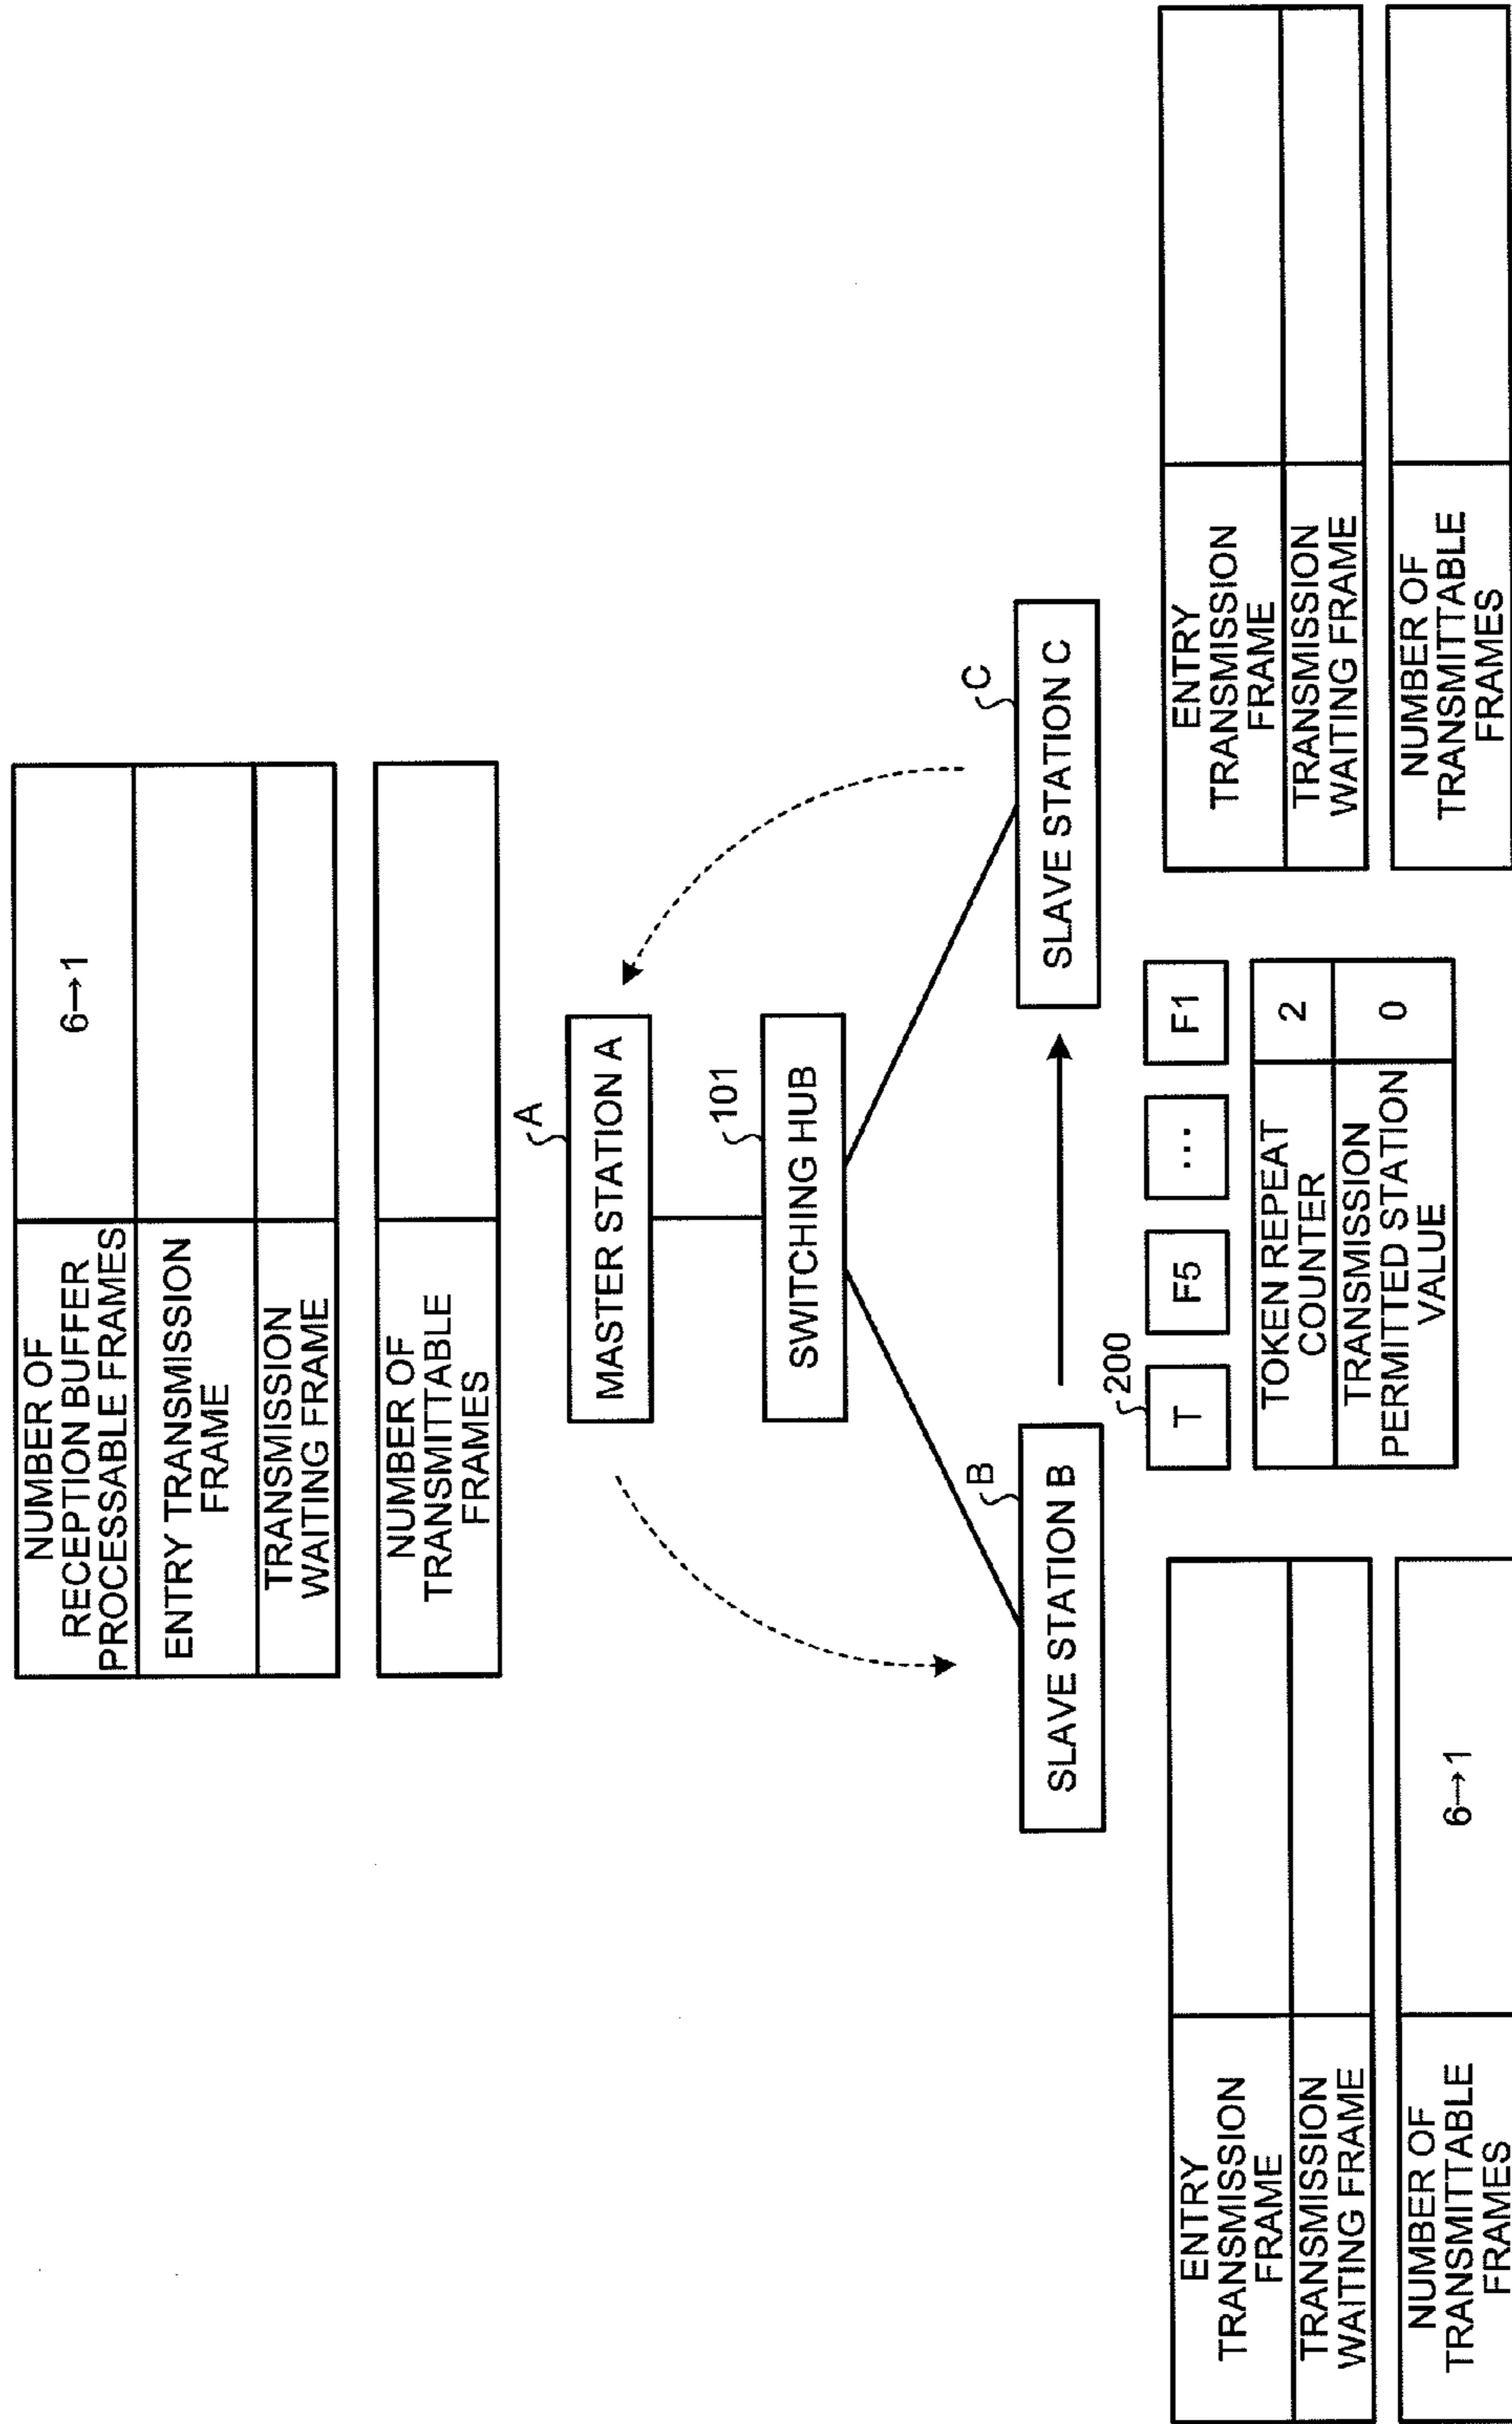 NUMBER OF
RECEPTION BUFFER
PROCESSABLE FRAMES
6→1
ENTRY TRANSMISSION
FRAME
TRANSMISSION
WAITING FRAME
NUMBER OF
TRANSMITTABLE
FRAMES
A
MASTER STATION A
101
SWITCHING HUB
B
SLAVE STATION B
C
SLAVE STATION C
200
T
F5
...
F1
TOKEN REPEAT
COUNTER
2
TRANSMISSION
PERMITTED STATION
VALUE
0
ENTRY
TRANSMISSION
FRAME
TRANSMISSION
WAITING FRAME
NUMBER OF
TRANSMITTABLE
FRAMES
6→1
ENTRY
TRANSMISSION
FRAME
TRANSMISSION
WAITING FRAME
NUMBER OF
TRANSMITTABLE
FRAMES